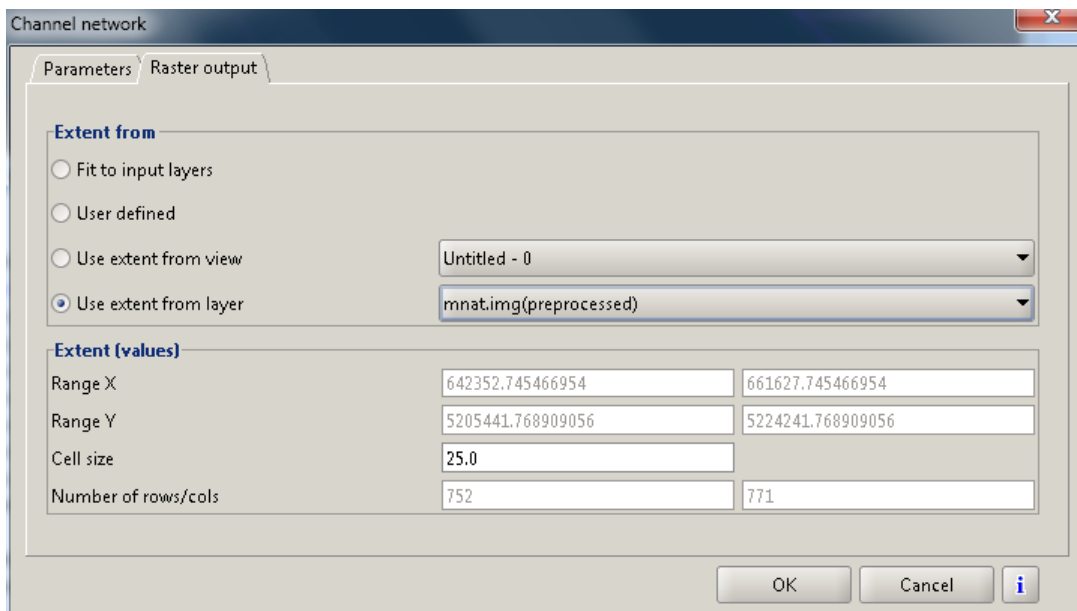 Channel network
Parameters Raster output
Extent from
Fit to input layers
User defined
Use extent from view Untitled - 0
Use extent from layer mnat.img(preprocessed)
Extent (values)
Range X 642352.745466954 661627.745466954
Range Y 5205441.768909056 5224241.768909056
Cell size 25.0
Number of rows/cols 752 771
OK Cancel i